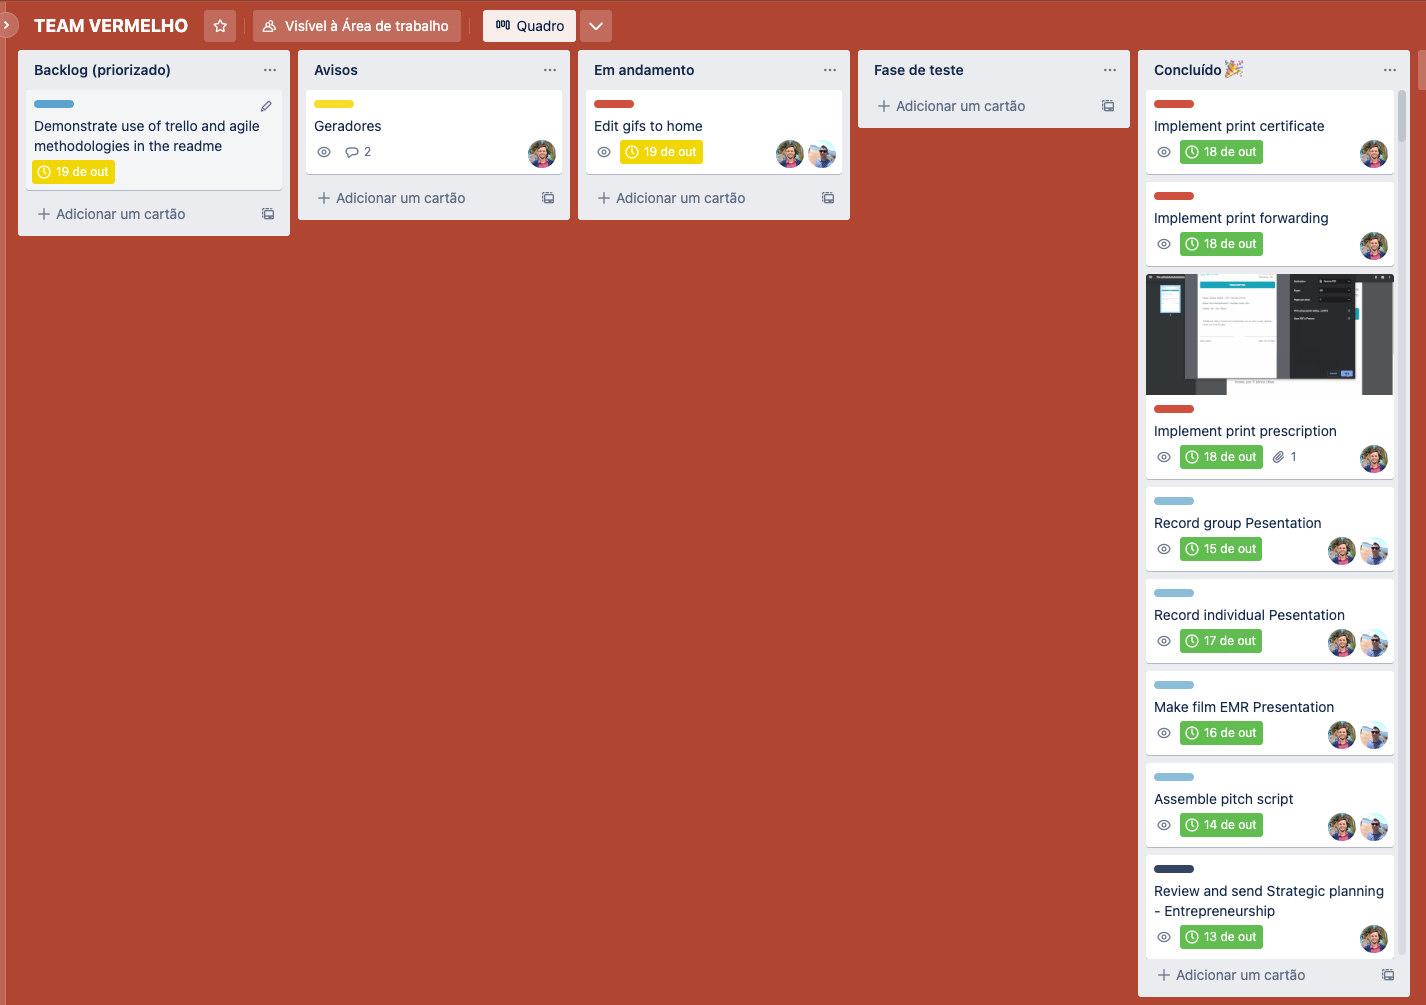 TEAM VERMELHO
Visível à Área de trabalho
Quadro
Backlog (priorizado)
Demonstrate use of trello and agile
methodologies in the readme
19 de out
Adicionar um cartão
Avisos
Geradores
2
Adicionar um cartão
Em andamento
Edit gifs to home
19 de out
Adicionar um cartão
Fase de teste
Adicionar um cartão
Concluído
Implement print certificate
18 de out
Implement print forwarding
18 de out
Implement print prescription
18 de out
1
Record group Pesentation
15 de out
Record individual Pesentation
17 de out
Make film EMR Presentation
16 de out
Assemble pitch script
14 de out
Review and send Strategic planning
- Entrepreneurship
13 de out
Adicionar um cartão